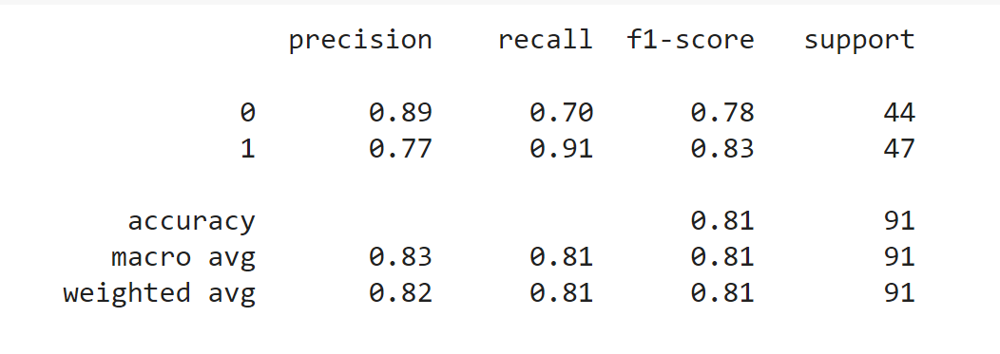 precision recall f1-score support
0 0.89 0.70 0.78 44
1 0.77 0.91 0.83 47
accuracy 0.81 91
macro avg 0.83 0.81 0.81 91
weighted avg 0.82 0.81 0.81 91